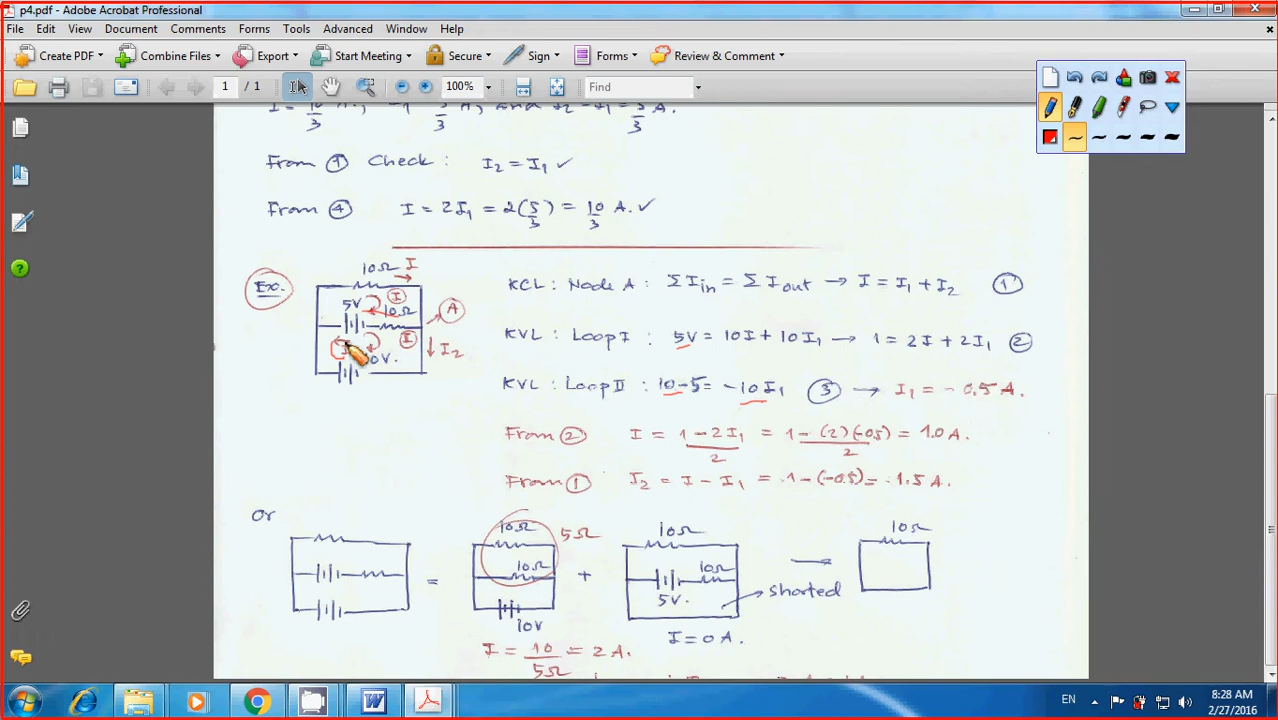 p4.pdf - Adobe Acrobat Professional
File Edit View Document Comments Forms Tools Advanced Window Help
Create PDF Combine Files Export Start Meeting Secure Sign Forms Review & Comment
1 / 1 100% Find
From ① Check : I₂ = I₁ ✓
From ④ I = 2I₁ = 2(5/3) = 10/3 A. ✓
Ex.
10Ω I
5V I 10Ω A
I I₂
0V.
KCL : Node A : ΣIin = ΣIout → I = I₁ + I₂ ①
KVL : Loop I : 5V = 10I + 10I₁ → 1 = 2I + 2I₁ ②
KVL : Loop II : 10-5 = -10I₁ ③ → I₁ = - 0.5 A.
From ② I = 1 - 2I₁ / 2 = 1 - (2)(-0.5) / 2 = 1.0 A.
From ① I₂ = I - I₁ = 1 - (-0.5) = 1.5 A.
Or
=
10Ω 5Ω
10Ω
10V
I = 10 / 5Ω = 2 A.
+
10Ω
10Ω
5V.
shorted
I = 0 A.
→
10Ω
EN 8:28 AM
2/27/2016